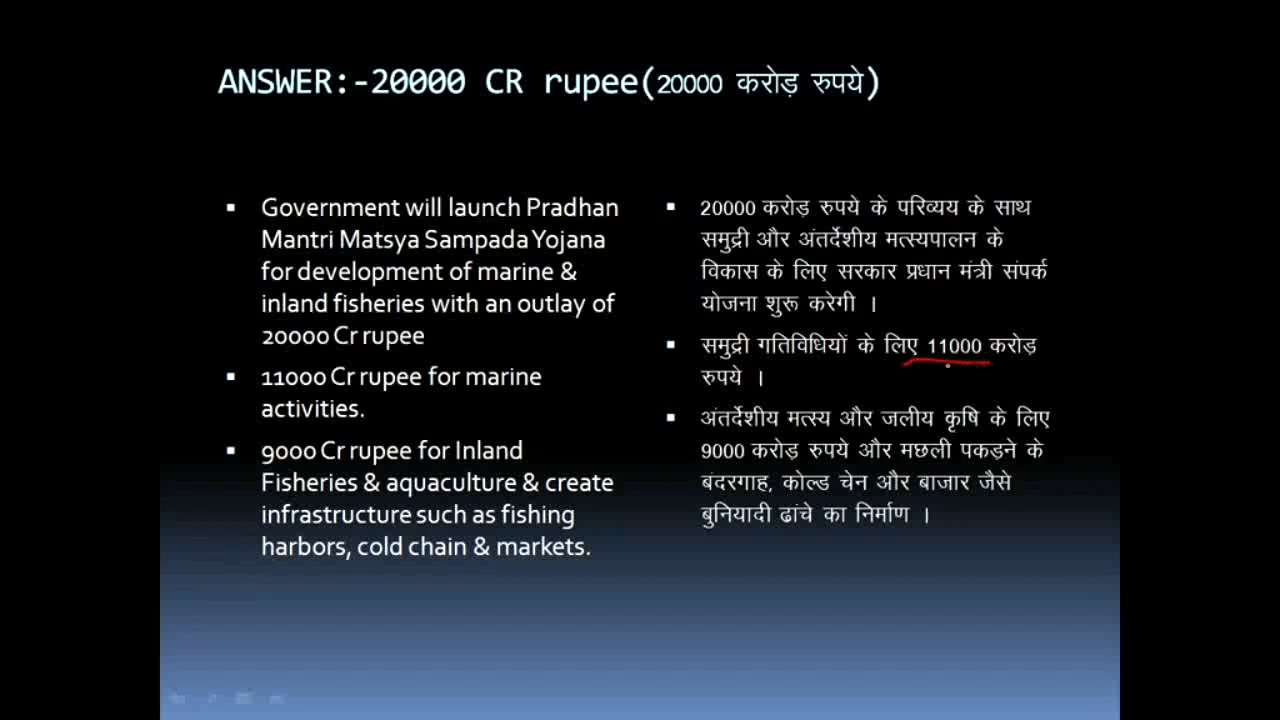 ANSWER:-20000 CR rupee(20000 करोड़ रुपये)
▪ Government will launch Pradhan
Mantri Matsya Sampada Yojana
for development of marine &
inland fisheries with an outlay of
20000 Cr rupee
▪ 11000 Cr rupee for marine
activities.
▪ 9000 Cr rupee for Inland
Fisheries & aquaculture & create
infrastructure such as fishing
harbors, cold chain & markets.
▪ 20000 करोड़ रुपये के परिव्यय के साथ
समुद्री और अंतर्देशीय मत्स्यपालन के
विकास के लिए सरकार प्रधान मंत्री संपर्क
योजना शुरू करेगी ।
▪ समुद्री गतिविधियों के लिए 11000 करोड़
रुपये ।
▪ अंतर्देशीय मत्स्य और जलीय कृषि के लिए
9000 करोड़ रुपये और मछली पकड़ने के
बंदरगाह, कोल्ड चेन और बाजार जैसे
बुनियादी ढांचे का निर्माण ।